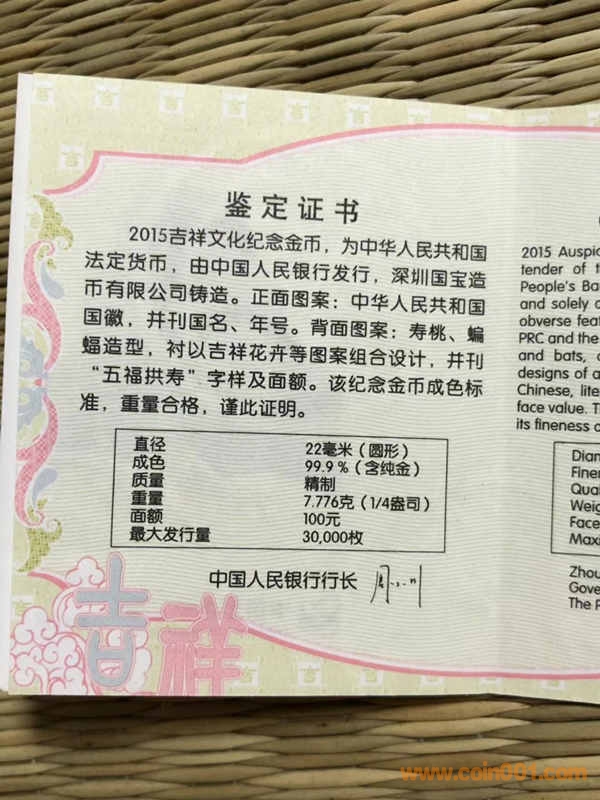 鉴定证书
2015吉祥文化纪念金币，为中华人民共和国
法定货币，由中国人民银行发行，深圳国宝造
币有限公司铸造。正面图案：中华人民共和国
国徽，并刊国名、年号。背面图案：寿桃、蝙
蝠造型，衬以吉祥花卉等图案组合设计，并刊
“五福拱寿”字样及面额。该纪念金币成色标
准，重量合格，谨此证明。
直径 22毫米（圆形）
成色 99.9％（含纯金）
质量 精制
重量 7.776克（1/4盎司）
面额 100元
最大发行量 30,000枚
中国人民银行行长
吉祥
2015 Auspic
tender of t
People's Ba
and solely c
obverse feat
PRC and the
and bats, c
designs of a
Chinese, lite
face value. T
its fineness c
Diam
Finen
Qua
Weig
Face
Maxi
Zhou
Gove
The P
www.coin001.com